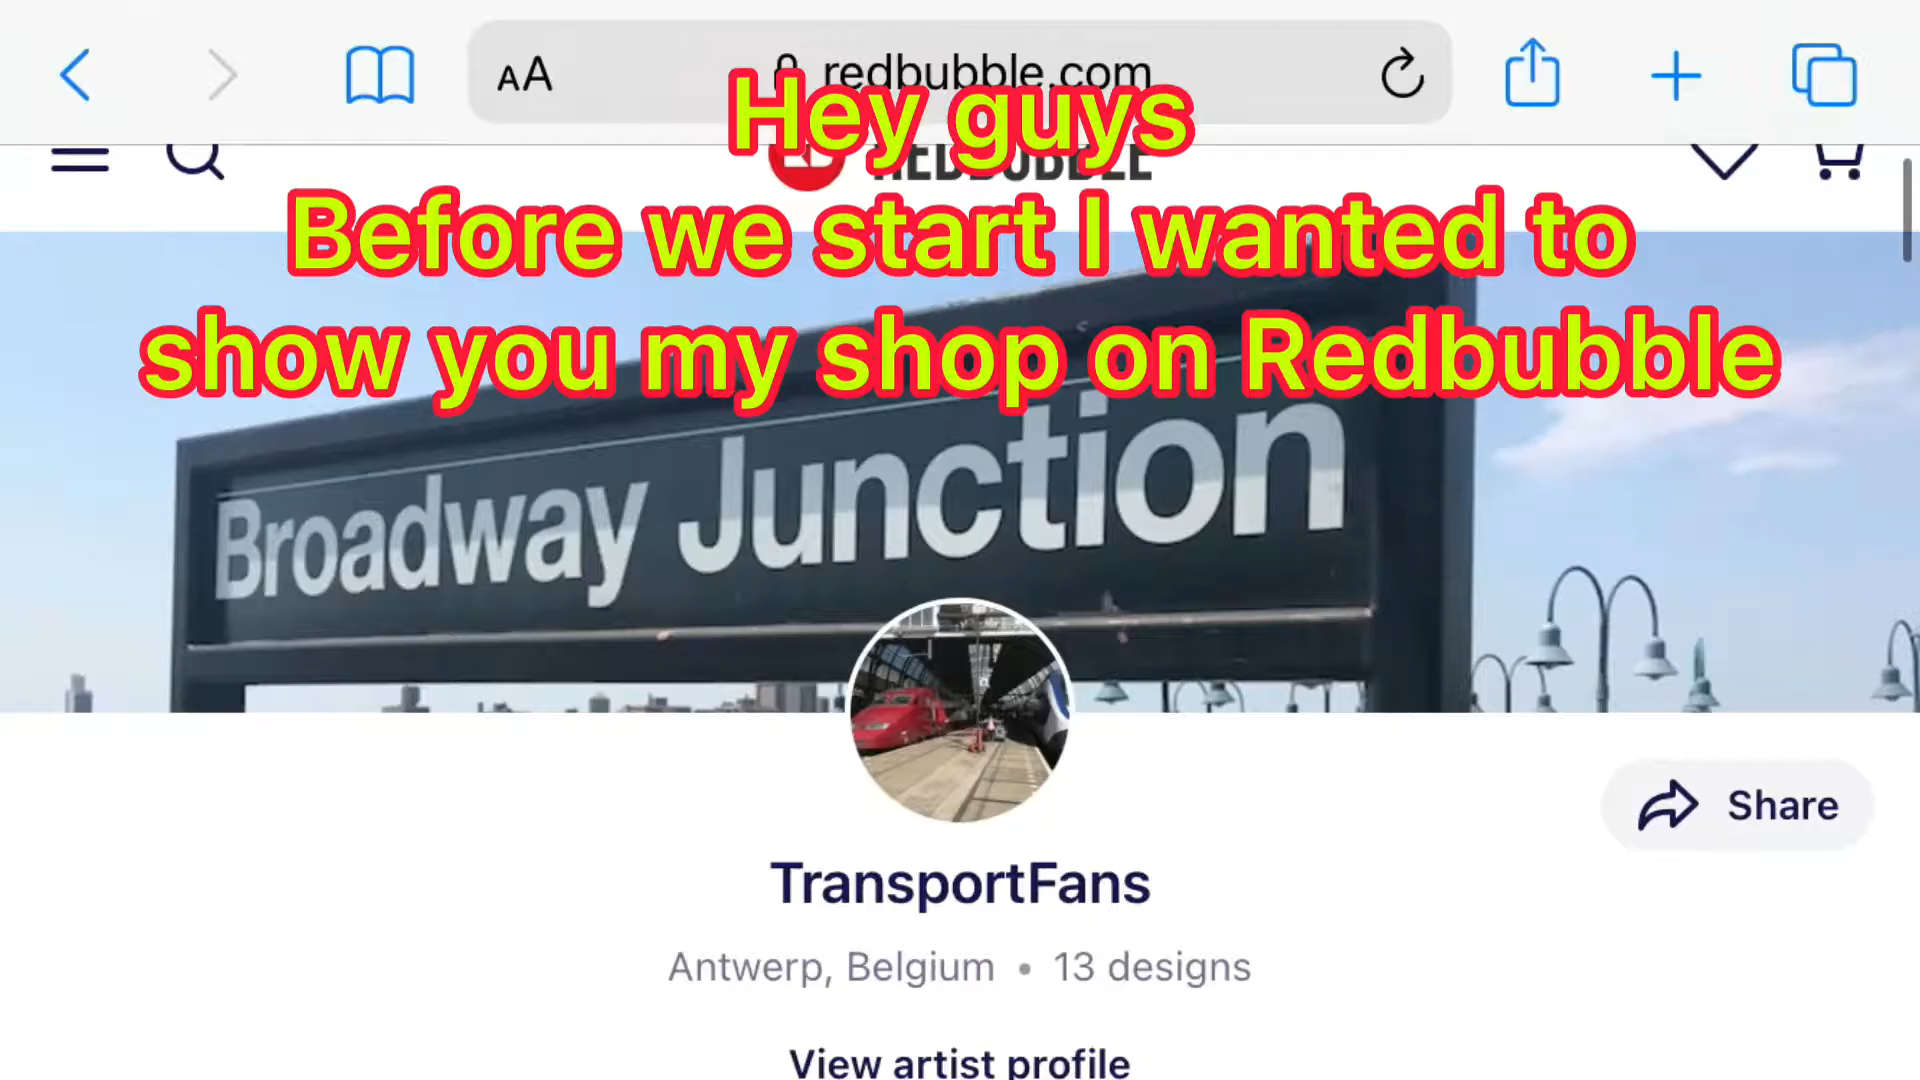 AA redbubble.com
Hey guys
REDBUBBLE
Before we start I wanted to
show you my shop on Redbubble
Broadway Junction
Share
TransportFans
Antwerp, Belgium • 13 designs
View artist profile